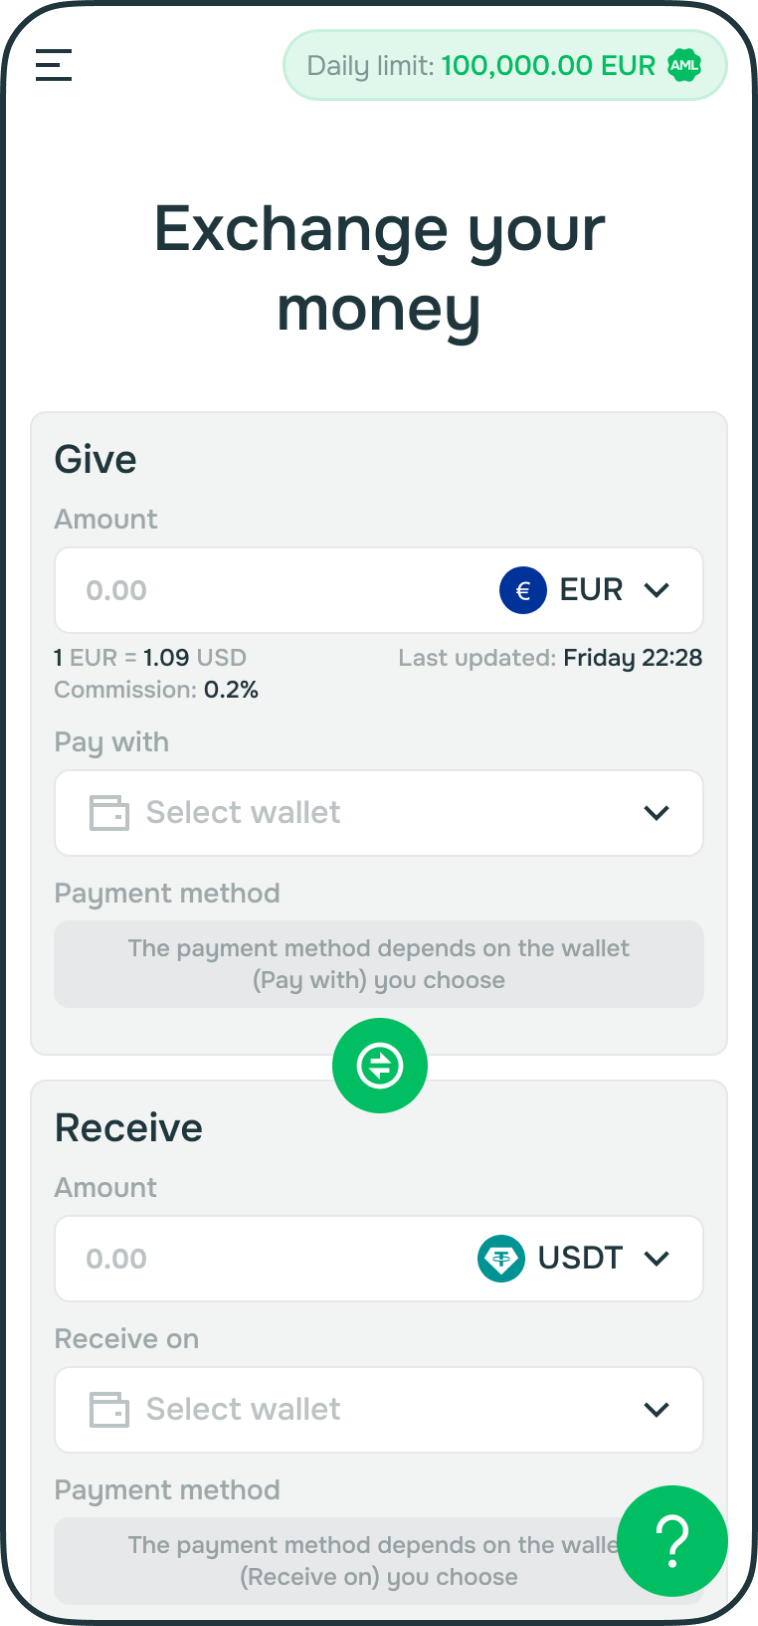 Daily limit: 100,000.00 EUR AML
Exchange your
money
Give
Amount
0.00 € EUR
1 EUR = 1.09 USD Last updated: Friday 22:28
Commission: 0.2%
Pay with
Select wallet
Payment method
The payment method depends on the wallet
(Pay with) you choose
Receive
Amount
0.00 USDT
Receive on
Select wallet
Payment method
The payment method depends on the walle
(Receive on) you choose
?